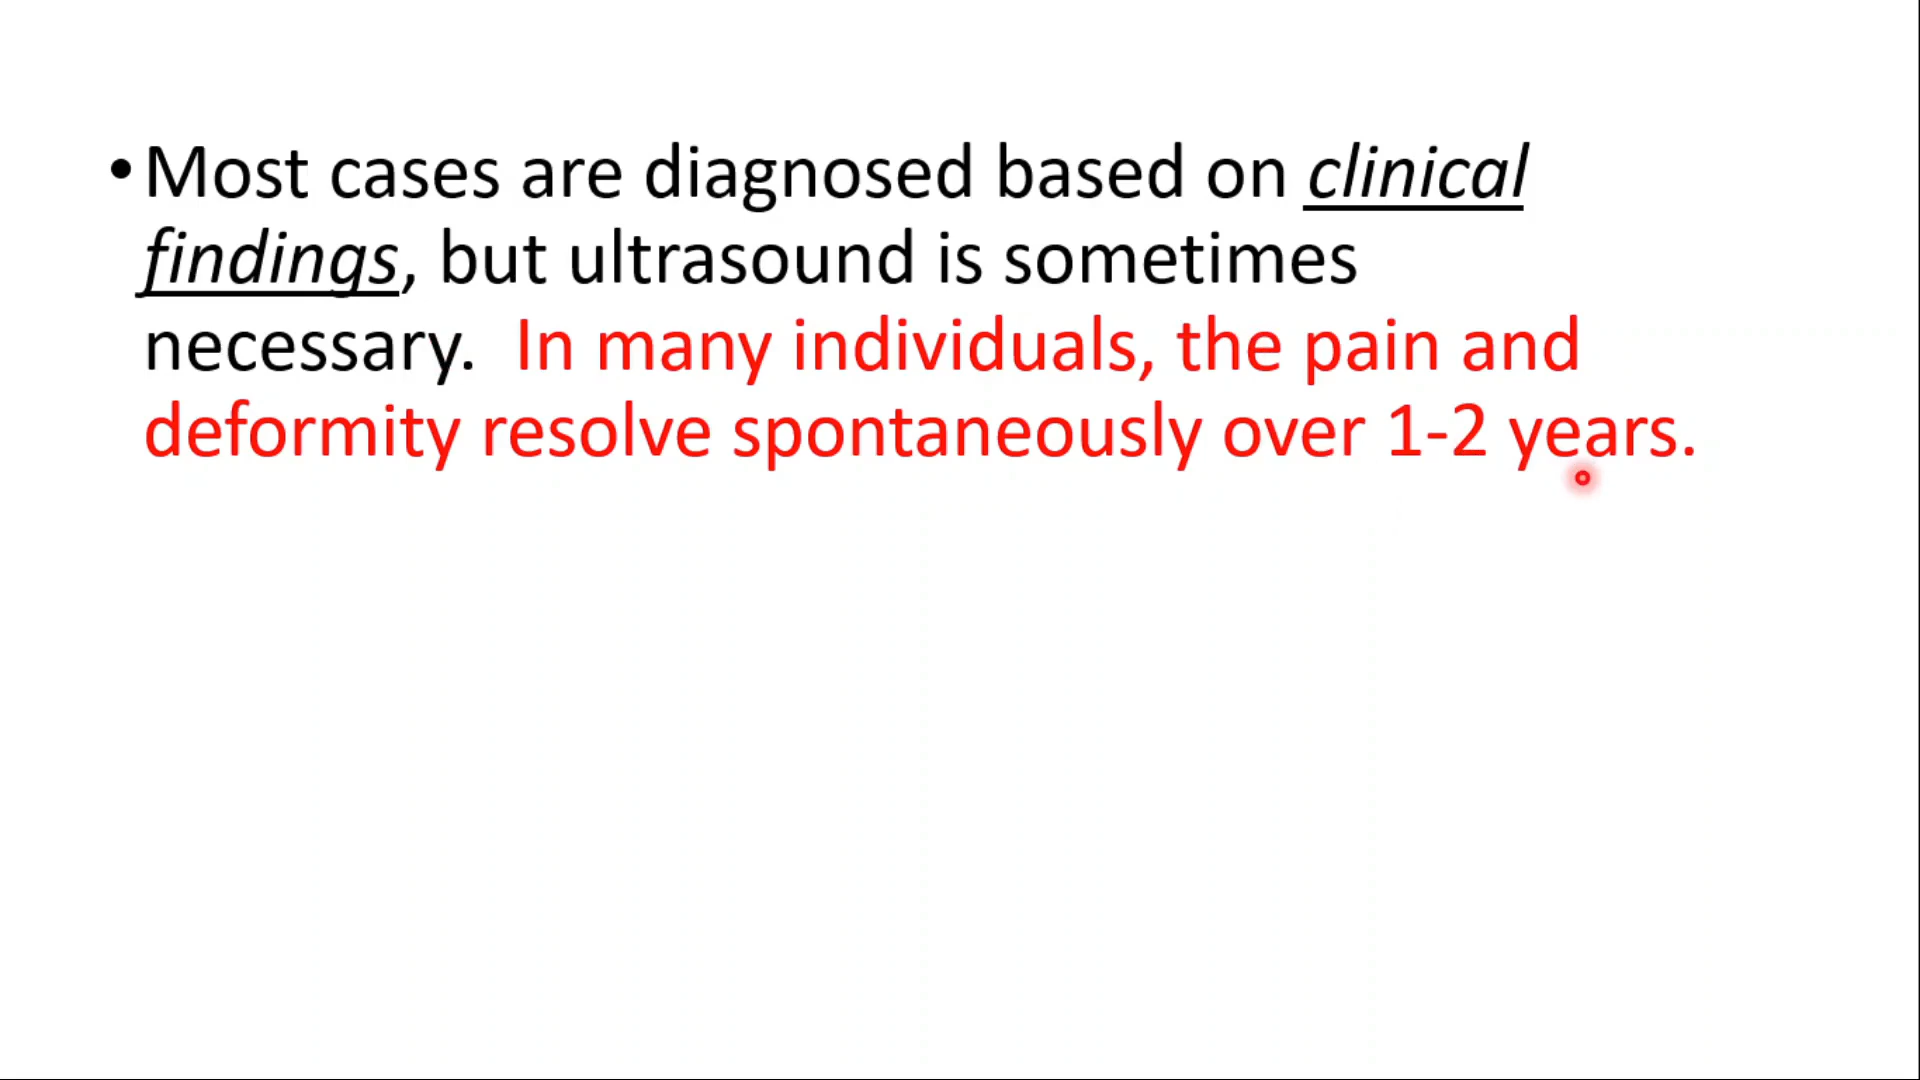 •Most cases are diagnosed based on clinical
findings, but ultrasound is sometimes
necessary.  In many individuals, the pain and
deformity resolve spontaneously over 1-2 years.